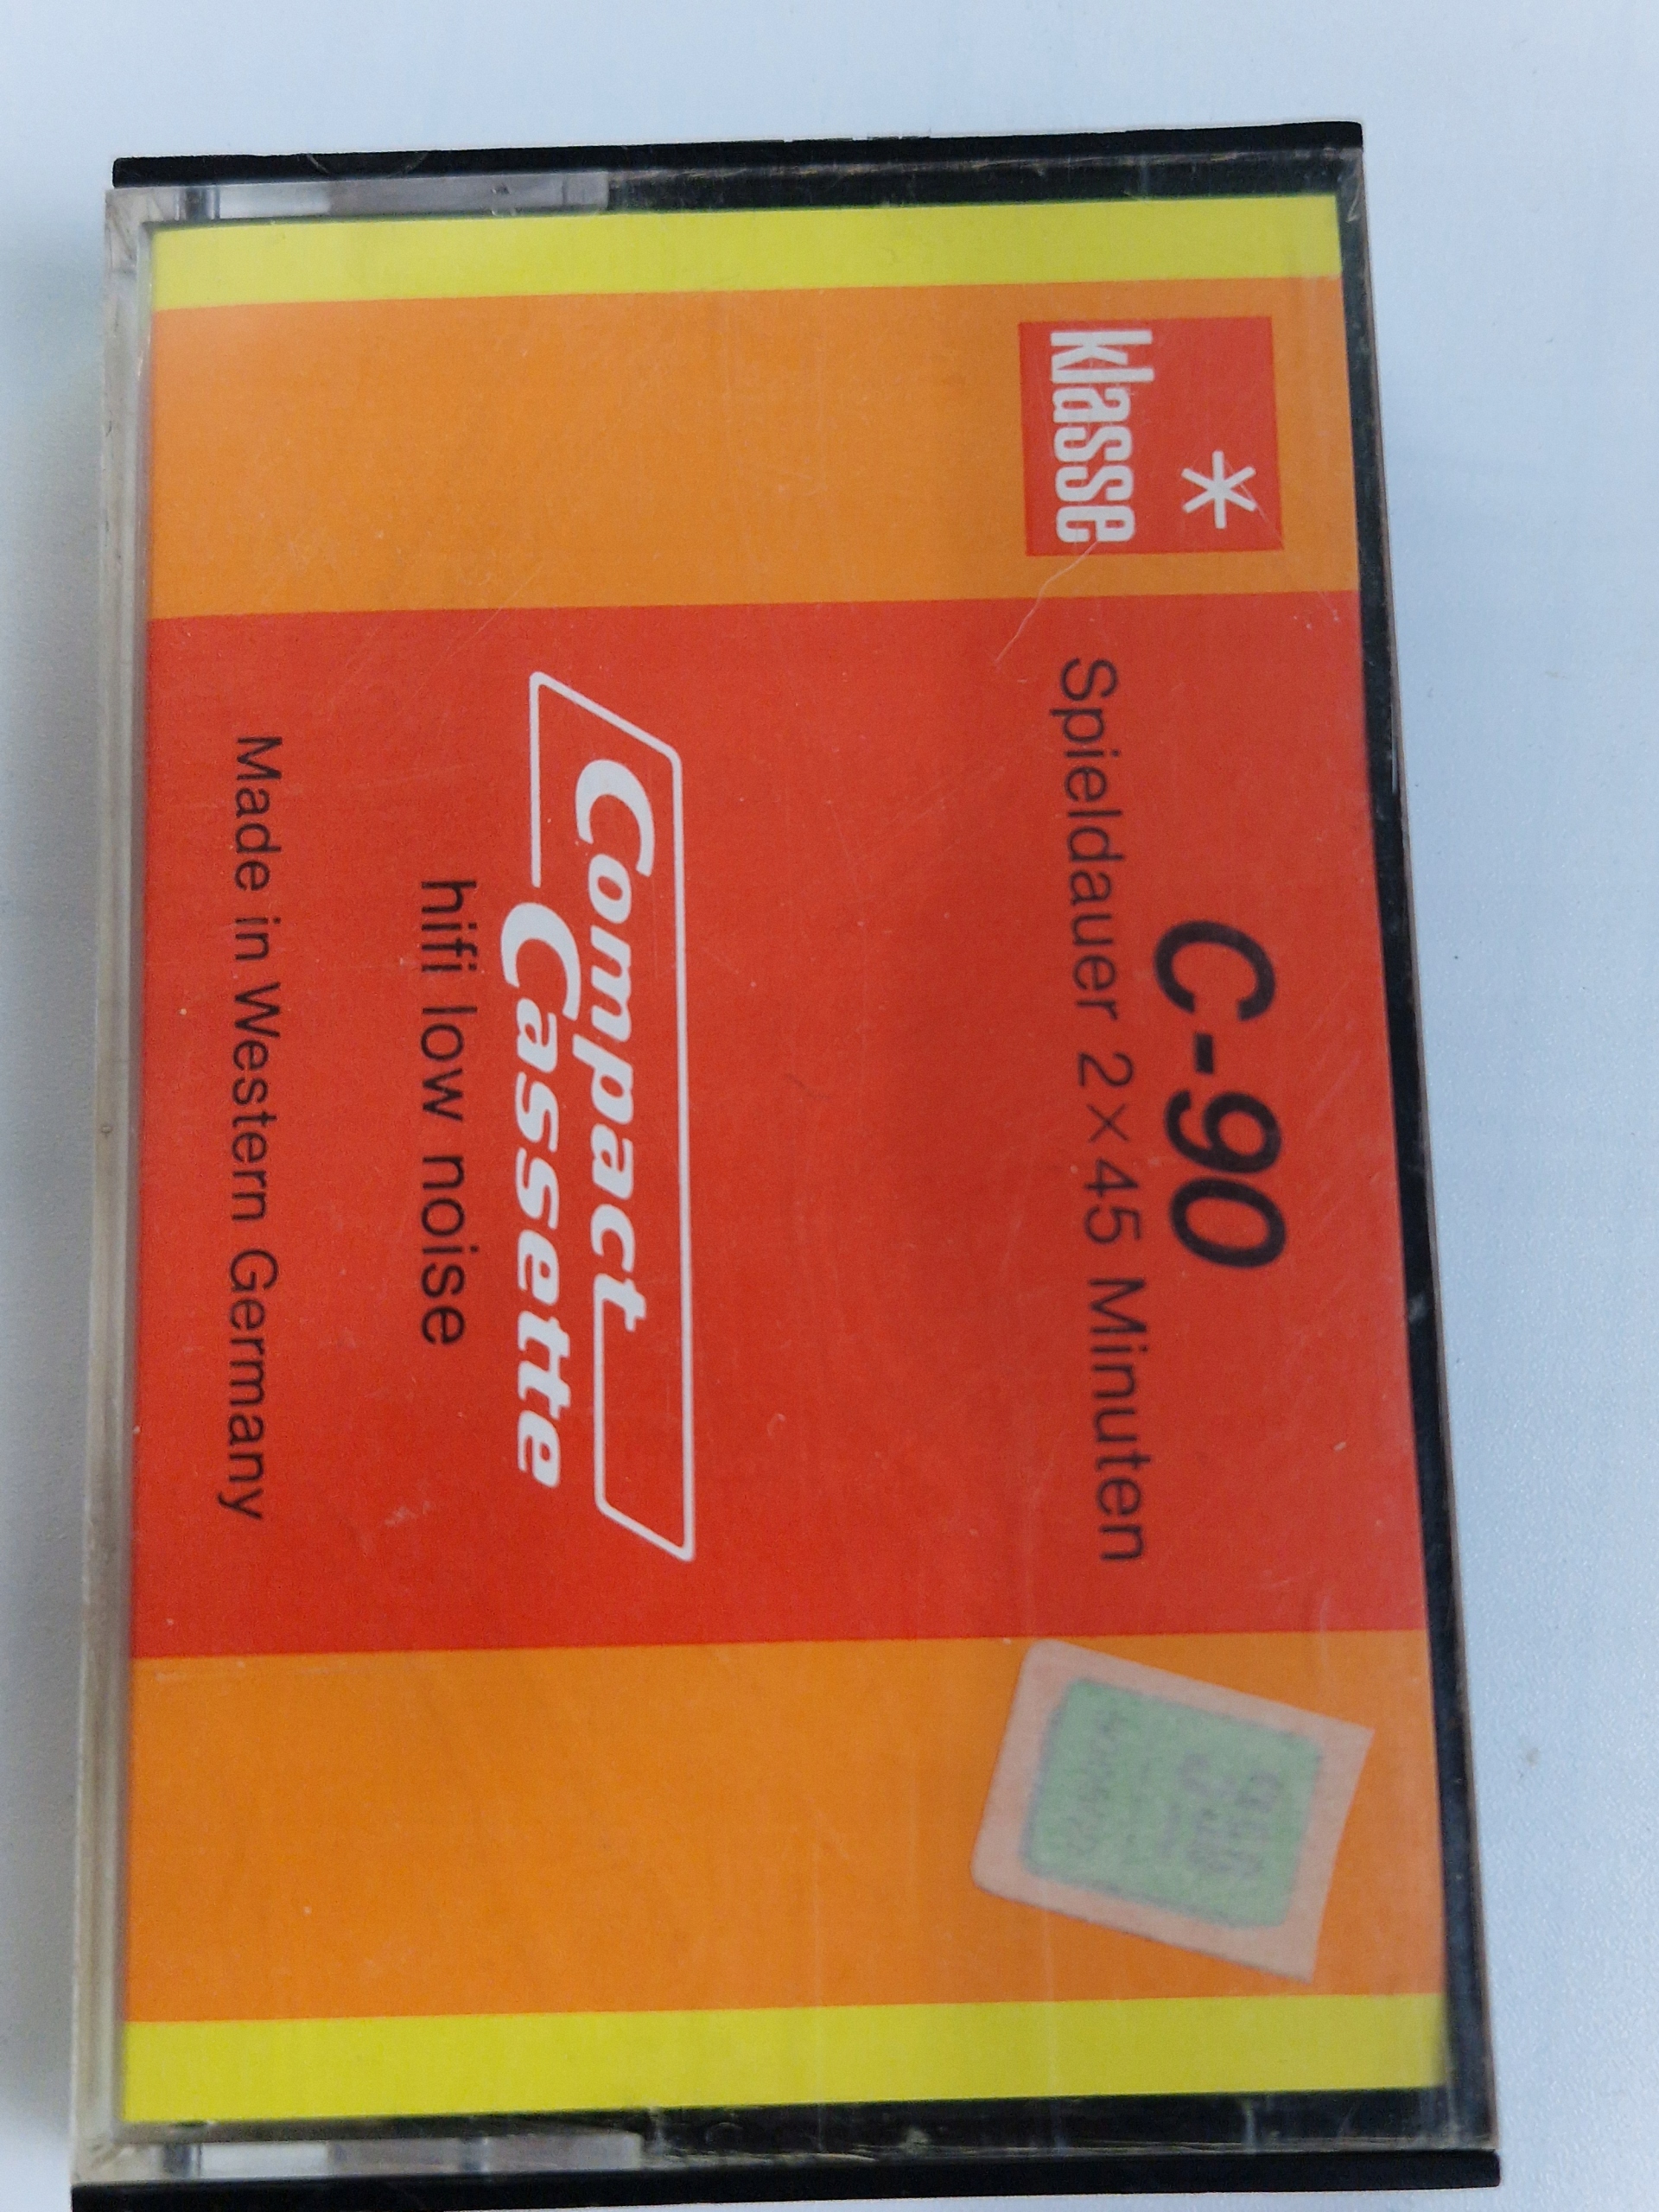 *
klasse
C-90
Spieldauer 2×45 Minuten
Compact
Cassette
hifi low noise
Made in Western Germany